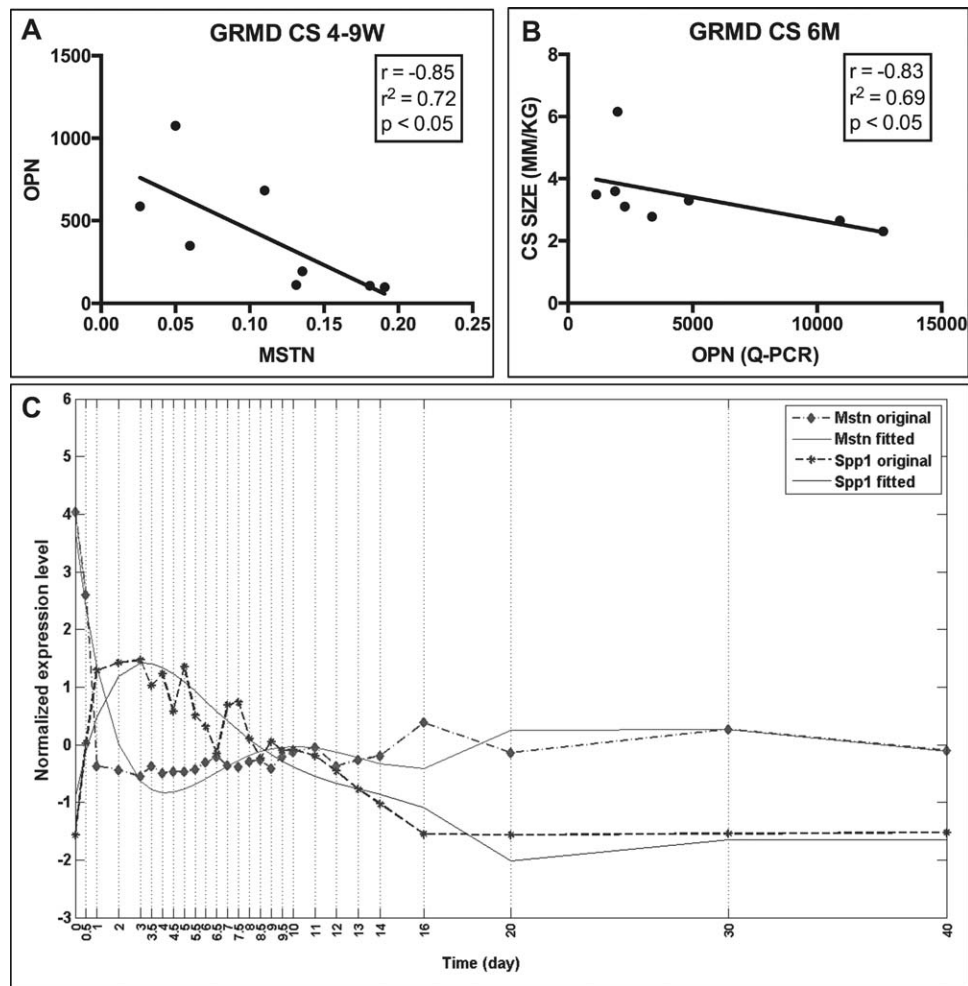 A
GRMD CS 4-9W
1500
1000
500
0
OPN
r = -0.85
r² = 0.72
p < 0.05
0.00 0.05 0.10 0.15 0.20 0.25
MSTN
B
GRMD CS 6M
8
6
4
2
0
CS SIZE (MM/KG)
r = -0.83
r² = 0.69
p < 0.05
0 5000 10000 15000
OPN (Q-PCR)
C
6
5
4
3
2
1
0
-1
-2
-3
Normalized expression level
Mstn original
Mstn fitted
Spp1 original
Spp1 fitted
0 0.5 1 2 3 3.5 4 4.5 5 5.5 6 6.5 7 7.5 8 8.5 9 9.5 10 11 12 13 14 16 20 30 40
Time (day)